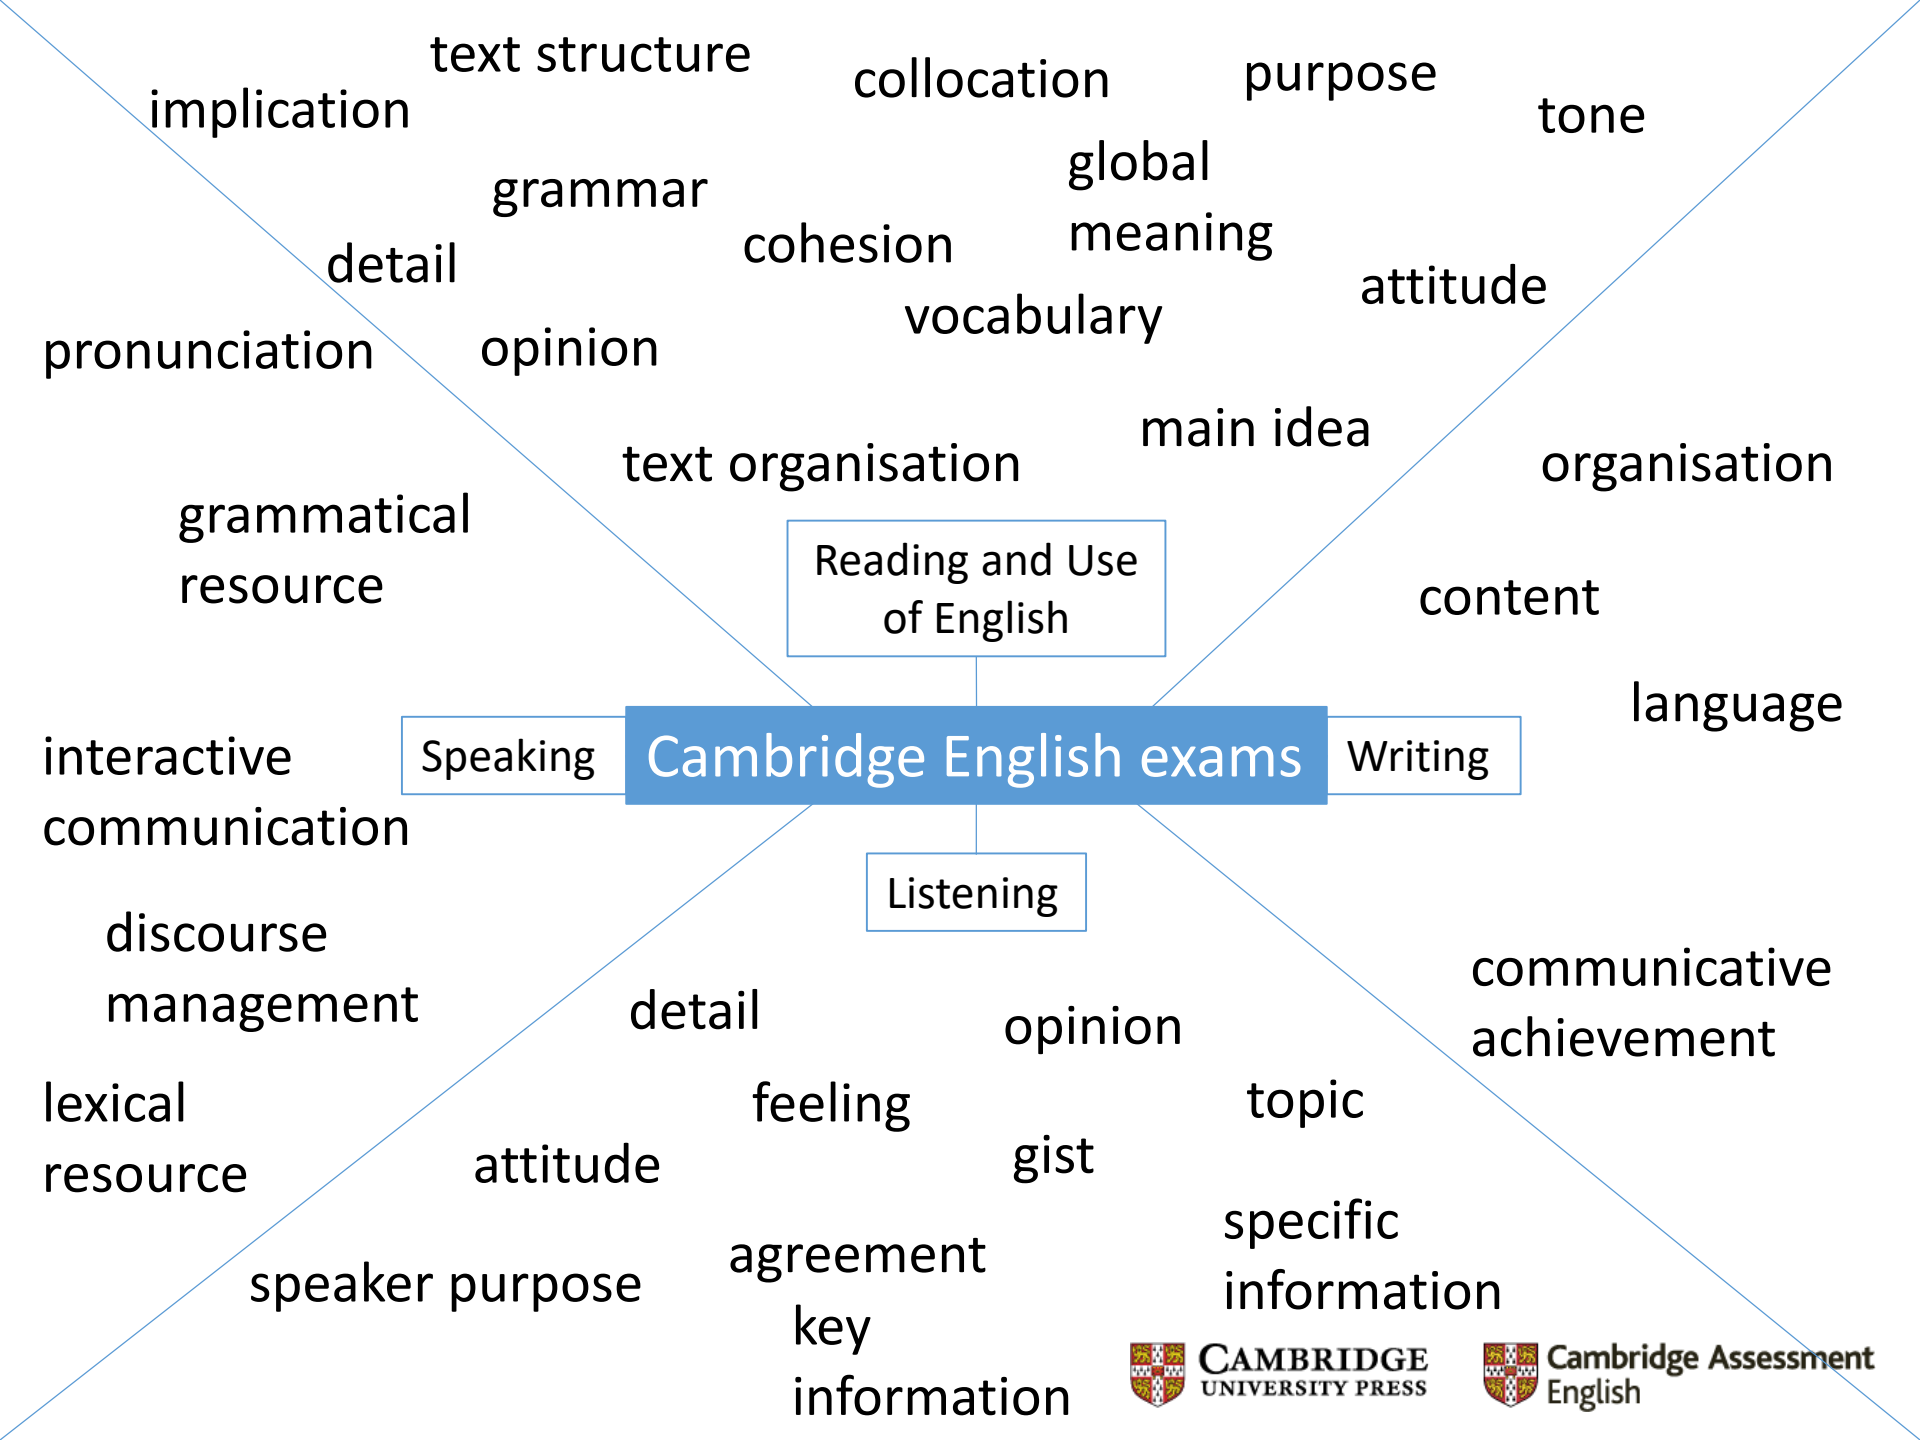 text structure
collocation
purpose
implication
tone
global
meaning
grammar
cohesion
detail
attitude
vocabulary
pronunciation
opinion
main idea
text organisation
organisation
grammatical
resource
Reading and Use
of English
content
language
interactive
communication
Speaking
Cambridge English exams
Writing
Listening
discourse
management
communicative
achievement
detail
opinion
lexical
resource
feeling
topic
attitude
gist
specific
information
agreement
speaker purpose
key
information
CAMBRIDGE
UNIVERSITY PRESS
Cambridge Assessment
English